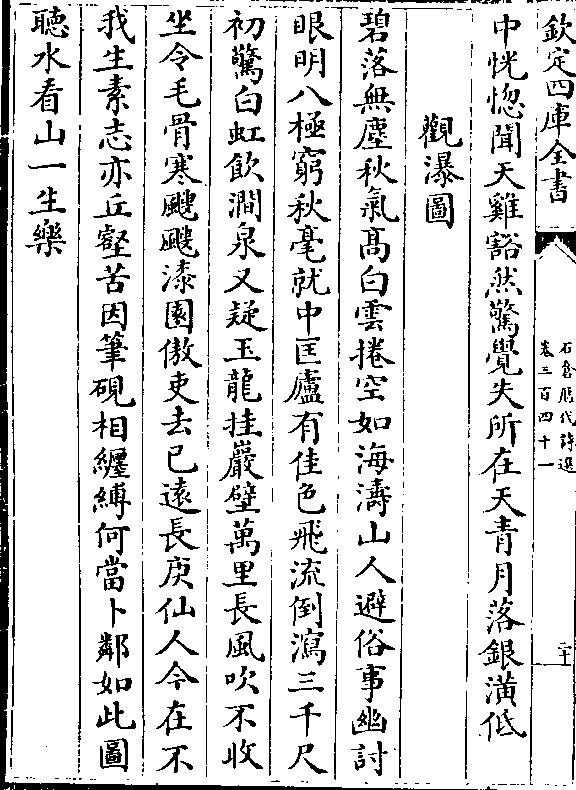 欽定四庫全書
石倉歷代詩選
卷三百四十一
中恍惚聞天雞豁然驚覺失所在天青月落銀潢低
觀瀑圖
碧落無塵秋氣髙白雲捲空如海濤山人避俗事幽討
眼明八極窮秋毫就中匡廬有佳色飛流倒瀉三千尺
初驚白虹飲澗泉又疑玉龍挂巖壁萬里長風吹不收
坐令毛骨寒颼颼漆園傲吏去已遠長庚仙人今在不
我生素志亦丘壑苦因筆硯相纏縛何當卜鄰如此圖
聽水看山一生樂